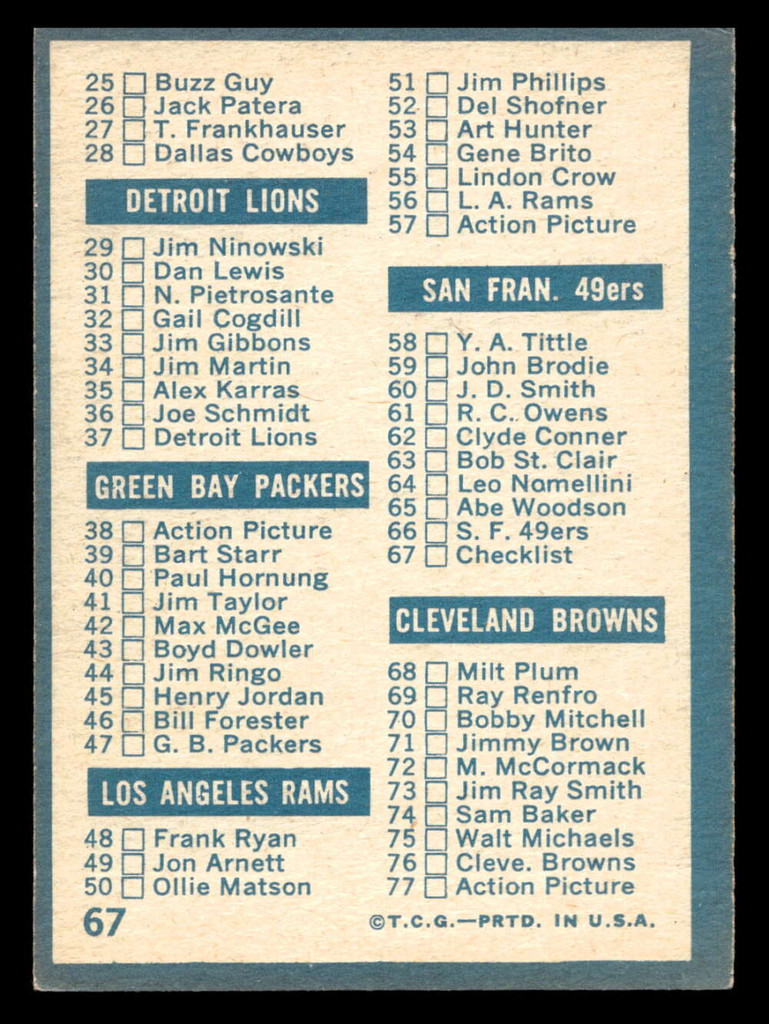 25 Buzz Guy
26 Jack Patera
27 T. Frankhauser
28 Dallas Cowboys
DETROIT LIONS
29 Jim Ninowski
30 Dan Lewis
31 N. Pietrosante
32 Gail Cogdill
33 Jim Gibbons
34 Jim Martin
35 Alex Karras
36 Joe Schmidt
37 Detroit Lions
GREEN BAY PACKERS
38 Action Picture
39 Bart Starr
40 Paul Hornung
41 Jim Taylor
42 Max McGee
43 Boyd Dowler
44 Jim Ringo
45 Henry Jordan
46 Bill Forester
47 G. B. Packers
LOS ANGELES RAMS
48 Frank Ryan
49 Jon Arnett
50 Ollie Matson
51 Jim Phillips
52 Del Shofner
53 Art Hunter
54 Gene Brito
55 Lindon Crow
56 L. A. Rams
57 Action Picture
SAN FRAN. 49ers
58 Y. A. Tittle
59 John Brodie
60 J. D. Smith
61 R. C. Owens
62 Clyde Conner
63 Bob St. Clair
64 Leo Nomellini
65 Abe Woodson
66 S. F. 49ers
67 Checklist
CLEVELAND BROWNS
68 Milt Plum
69 Ray Renfro
70 Bobby Mitchell
71 Jimmy Brown
72 M. McCormack
73 Jim Ray Smith
74 Sam Baker
75 Walt Michaels
76 Cleve. Browns
77 Action Picture
67
©T.C.G.—PRTD. IN U.S.A.